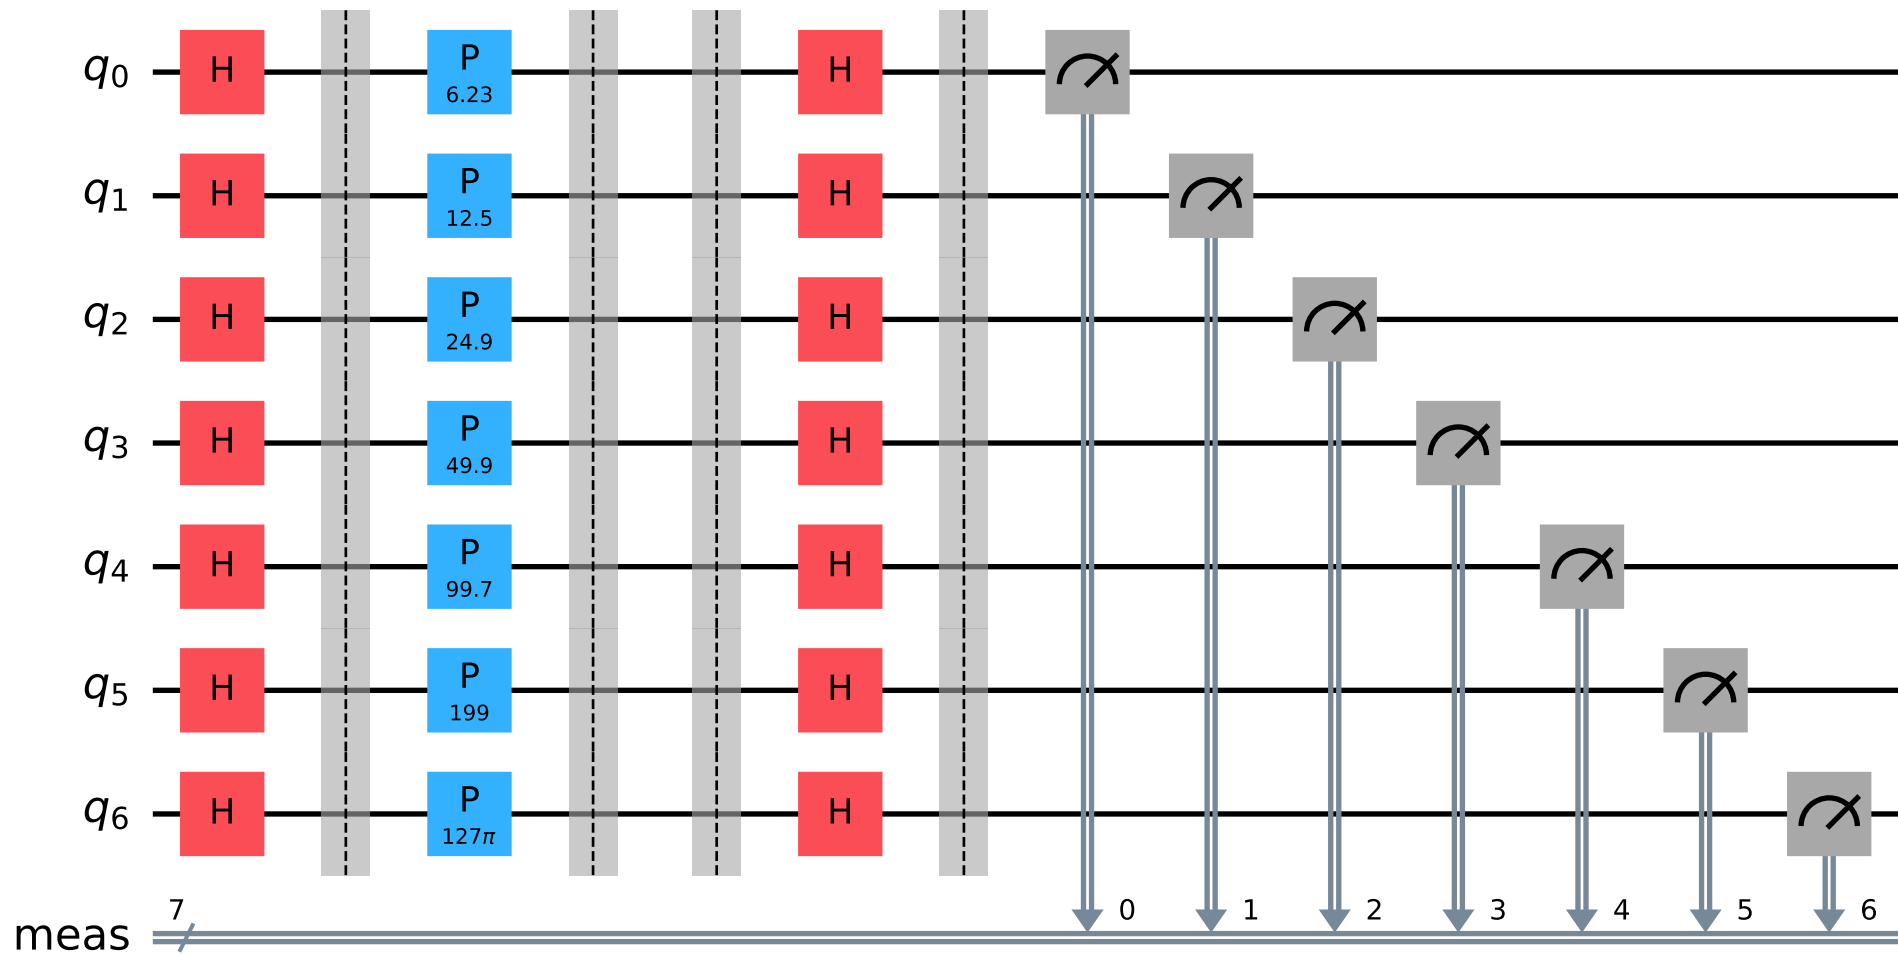 q0 H P 6.23 H
q1 H P 12.5 H
q2 H P 24.9 H
q3 H P 49.9 H
q4 H P 99.7 H
q5 H P 199 H
q6 H P 127π H
7 0 1 2 3 4 5 6
meas